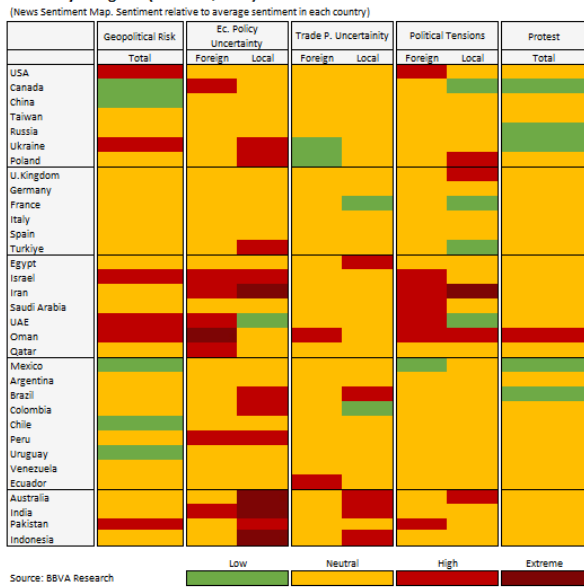 (News Sentiment Map. Sentiment relative to average sentiment in each country)
Geopolitical Risk
Ec. Policy Uncertainty
Trade P. Uncertainity
Political Tensions
Protest
Total Foreign Local Foreign Local Foreign Local Total
USA
Canada
China
Taiwan
Russia
Ukraine
Poland
U.Kingdom
Germany
France
Italy
Spain
Turkiye
Egypt
Israel
Iran
Saudi Arabia
UAE
Oman
Qatar
Mexico
Argentina
Brazil
Colombia
Chile
Peru
Uruguay
Venezuela
Ecuador
Australia
India
Pakistan
Indonesia
Low Neutral High Extreme
Source: BBVA Research